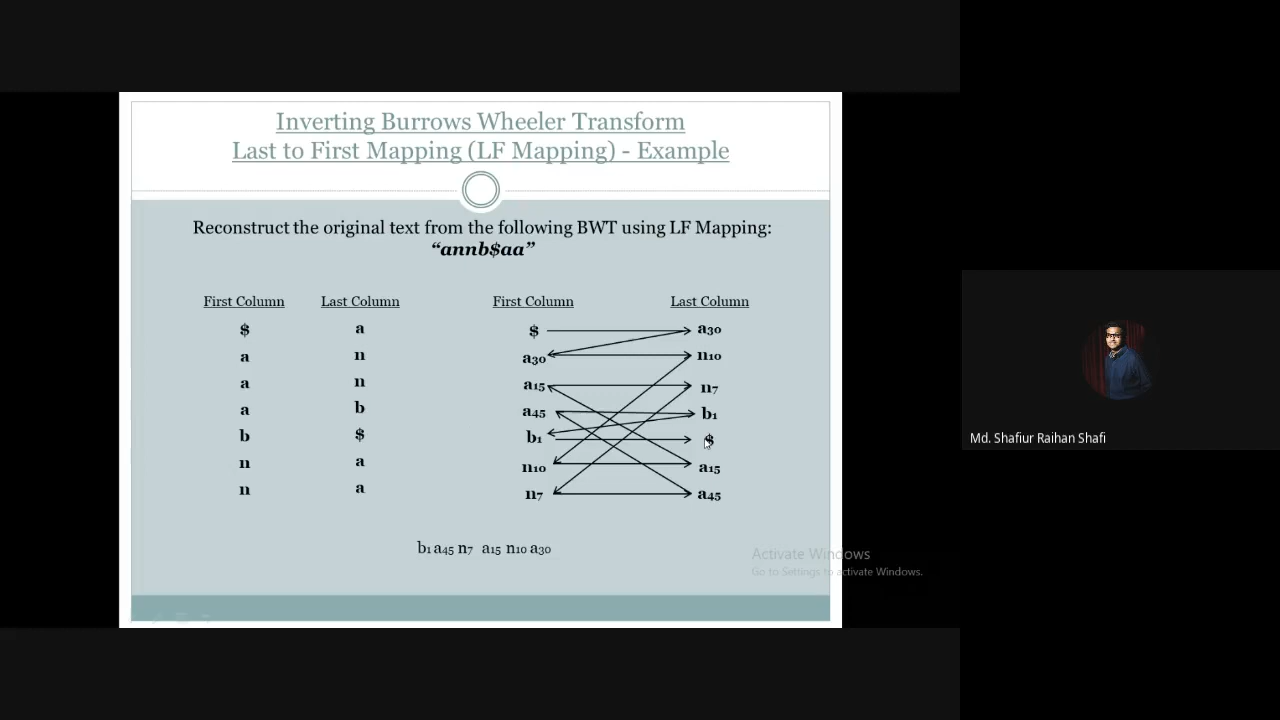 Inverting Burrows Wheeler Transform
Last to First Mapping (LF Mapping) - Example
Reconstruct the original text from the following BWT using LF Mapping:
“annb$aa”
First Column Last Column First Column Last Column
$ a $ a30
a n a30 n10
a n a15 n7
a b a45 b1
b $ b1 $
n a n10 a15
n a n7 a45
b1 a45 n7 a15 n10 a30
Activate Windows
Go to Settings to activate Windows.
Md. Shafiur Raihan Shafi